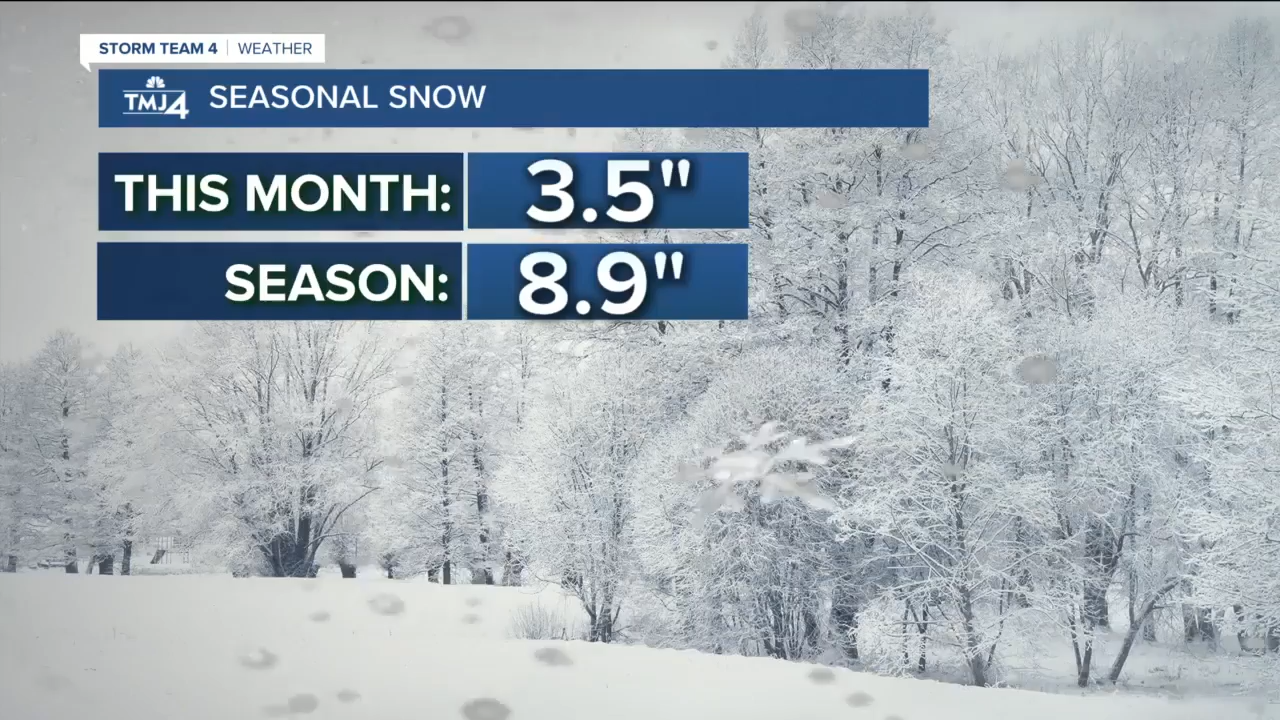 STORM TEAM 4 | WEATHER
TMJ4 SEASONAL SNOW
THIS MONTH: 3.5"
SEASON: 8.9"